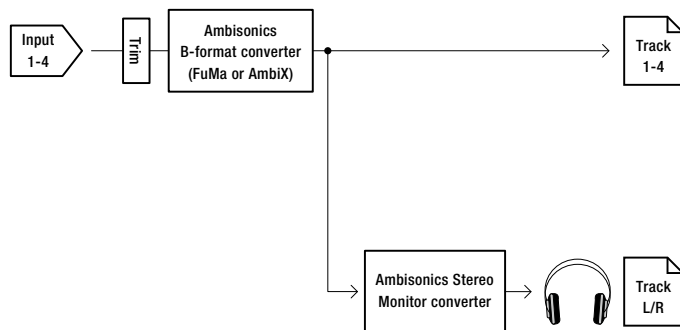 Input
1-4
Trim
Ambisonics
B-format converter
(FuMa or AmbiX)
Track
1-4
Ambisonics Stereo
Monitor converter
Track
L/R